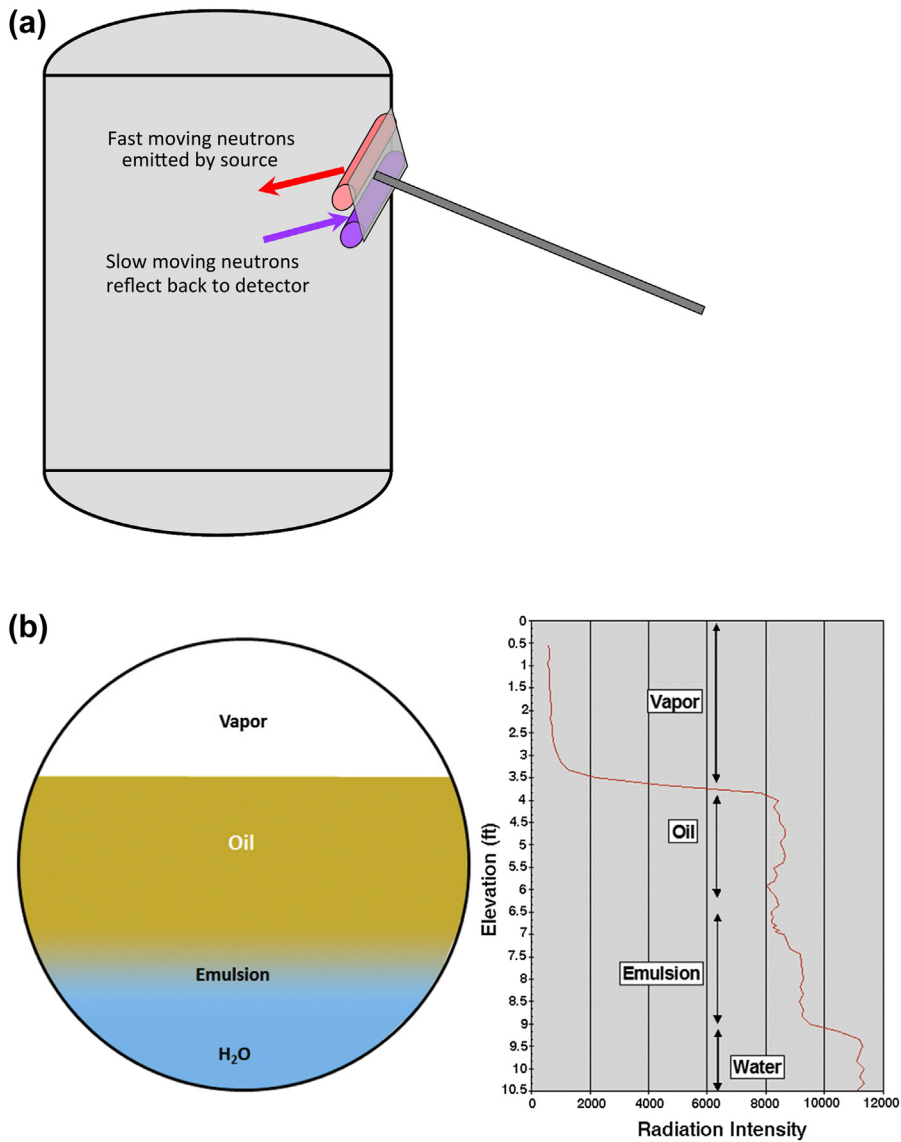 (a)
Fast moving neutrons
emitted by source
Slow moving neutrons
reflect back to detector
(b)
Vapor
Oil
Emulsion
H₂O
Elevation (ft)
0
0.5
1
1.5
2
2.5
3
3.5
4
4.5
5
5.5
6
6.5
7
7.5
8
8.5
9
9.5
10
10.5
Vapor
Oil
Emulsion
Water
0 2000 4000 6000 8000 10000 12000
Radiation Intensity